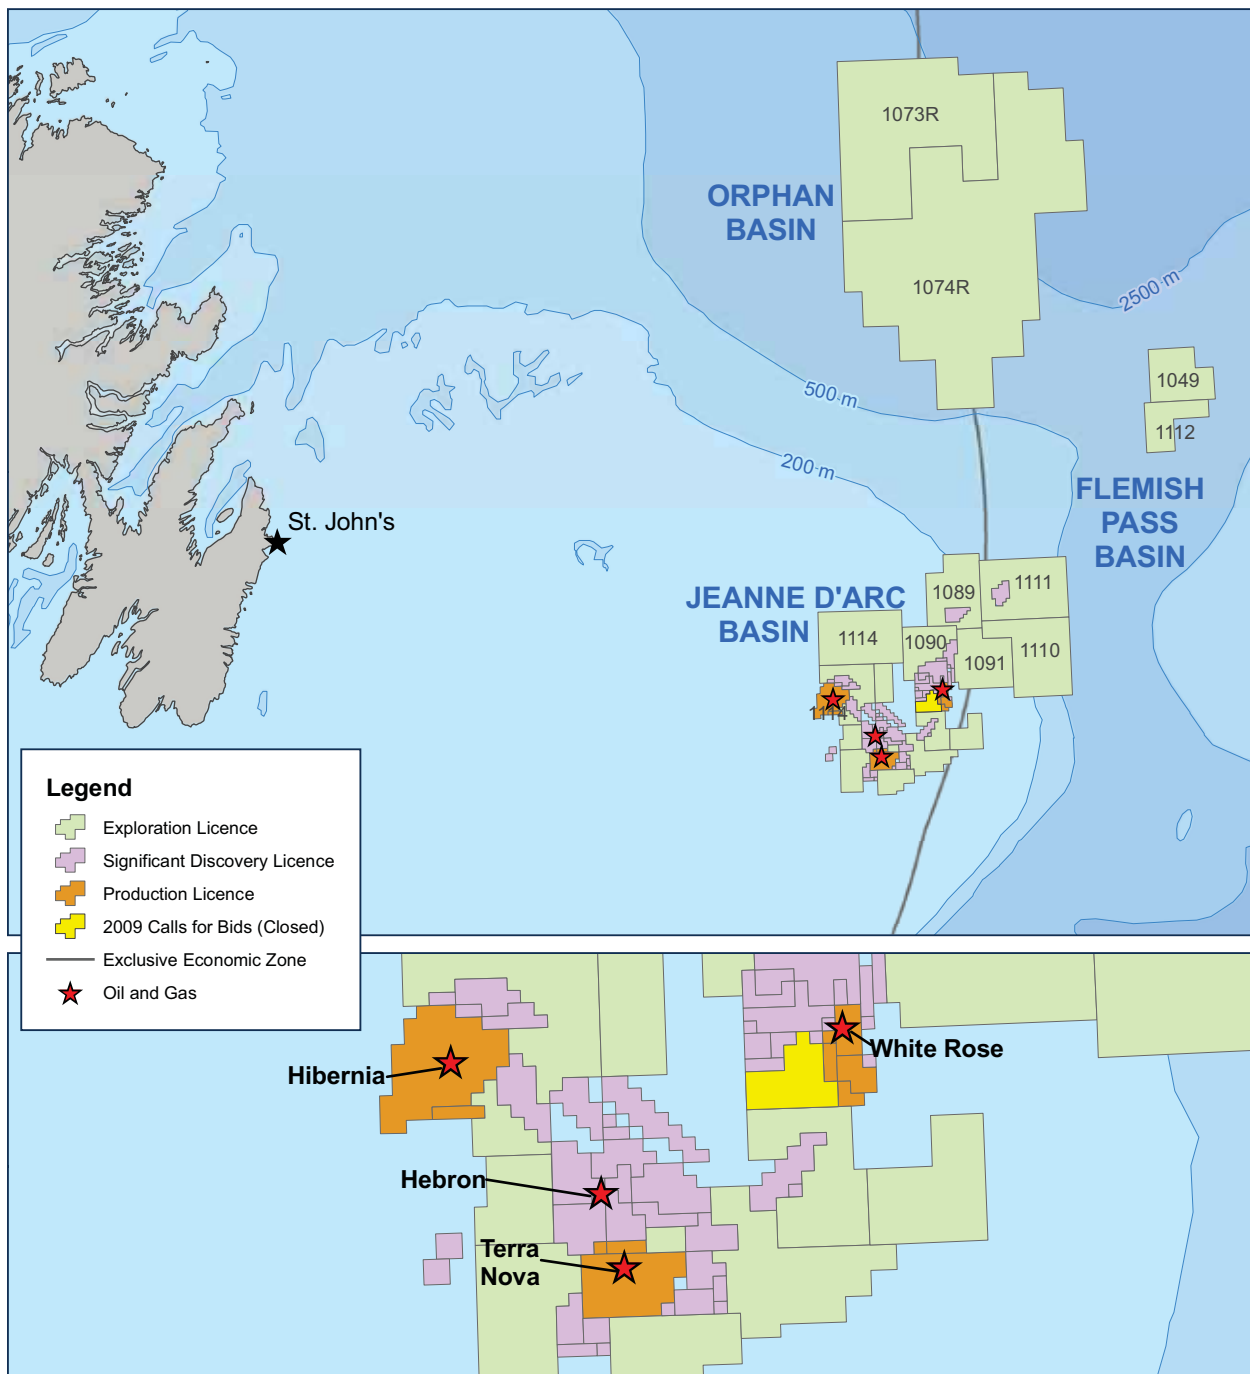 1073R
ORPHAN
BASIN
1074R
2500 m
500 m
1049
1112
200 m
FLEMISH
PASS
BASIN
St. John's
JEANNE D'ARC
BASIN
1089
1111
1114
1090
1091
1110
1114
Legend
Exploration Licence
Significant Discovery Licence
Production Licence
2009 Calls for Bids (Closed)
Exclusive Economic Zone
Oil and Gas
White Rose
Hibernia
Hebron
Terra
Nova